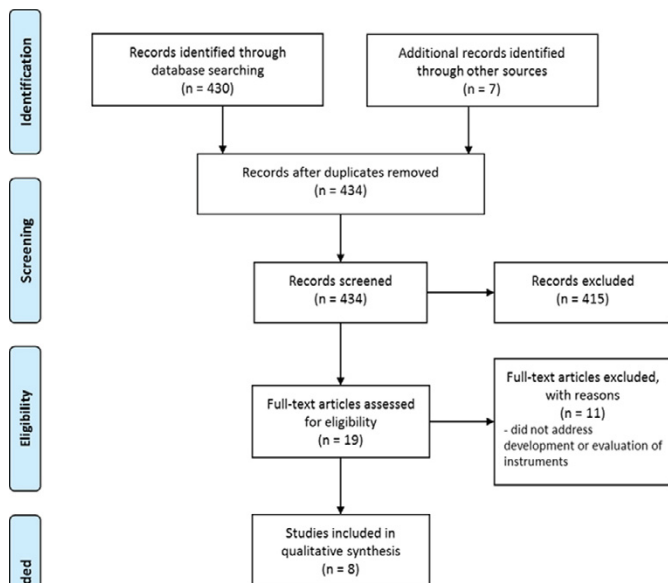 Identification
Records identified through
database searching
(n = 430)
Additional records identified
through other sources
(n = 7)
Records after duplicates removed
(n = 434)
Screening
Records screened
(n = 434)
Records excluded
(n = 415)
Eligibility
Full-text articles assessed
for eligibility
(n = 19)
Full-text articles excluded,
with reasons
(n = 11)
- did not address
development or evaluation of
instruments
Studies included in
qualitative synthesis
(n = 8)
ded